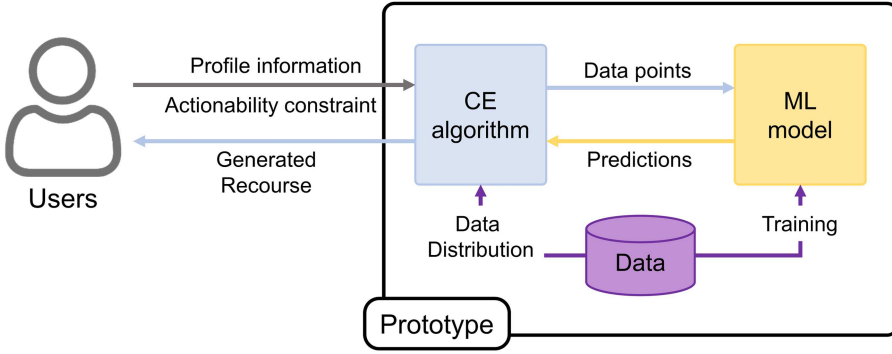 Profile information
Actionability constraint
Generated
Recourse
Users
CE
algorithm
Data points
Predictions
ML
model
Data
Distribution
Training
Data
Prototype